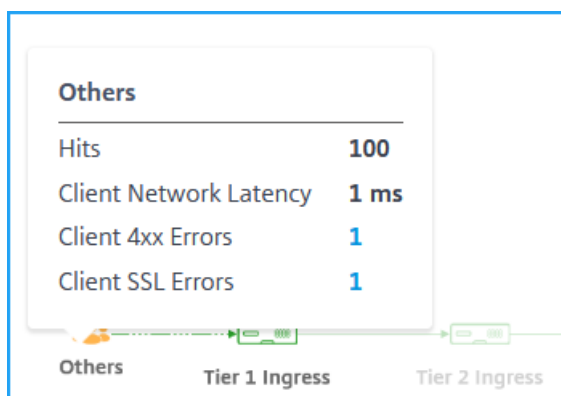 Others
Hits 100
Client Network Latency 1 ms
Client 4xx Errors 1
Client SSL Errors 1
Others
Tier 1 Ingress
Tier 2 Ingress